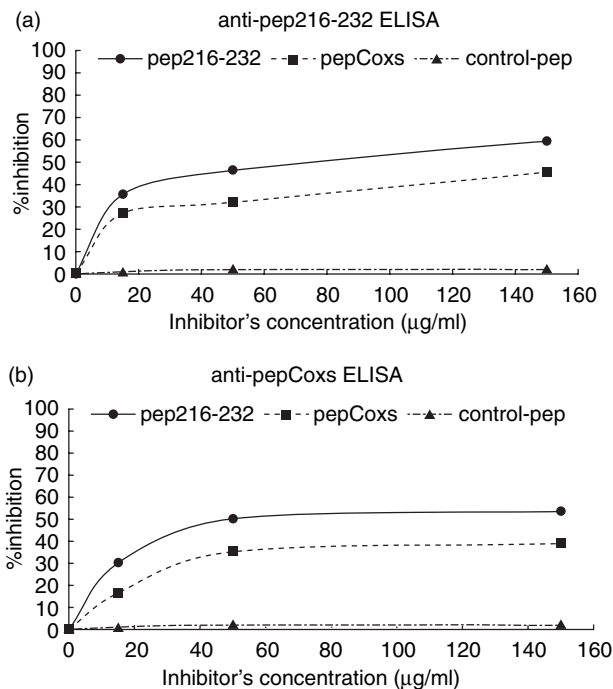 (a)
anti-pep216-232 ELISA
pep216-232 pepCoxs control-pep
%inhibition
100
90
80
70
60
50
40
30
20
10
0
0 20 40 60 80 100 120 140 160
Inhibitor's concentration (µg/ml)
(b)
anti-pepCoxs ELISA
pep216-232 pepCoxs control-pep
%inhibition
100
90
80
70
60
50
40
30
20
10
0
0 20 40 60 80 100 120 140 160
Inhibitor's concentration (µg/ml)